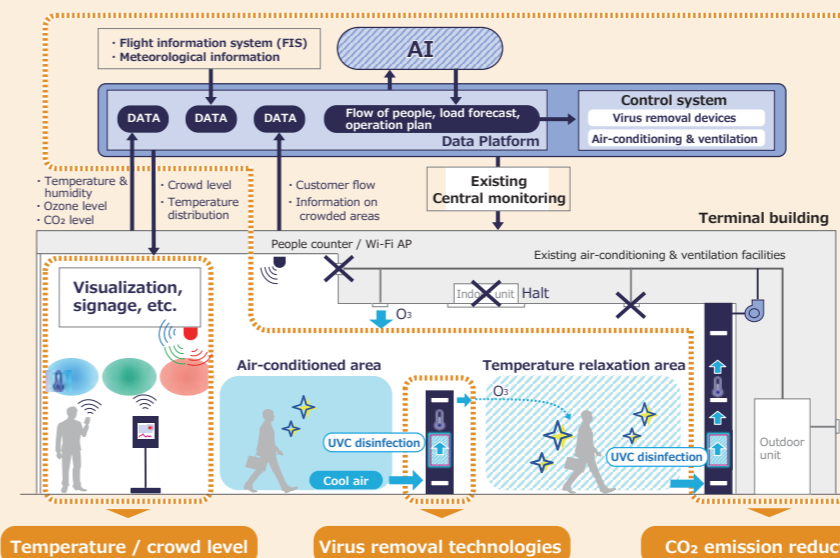 · Flight information system (FIS)
· Meteorological information
AI
DATA
DATA
DATA
Flow of people, load forecast,
operation plan
Data Platform
Control system
Virus removal devices
Air-conditioning & ventilation
· Temperature &
humidity
· Ozone level
· CO₂ level
· Crowd level
· Temperature
distribution
· Customer flow
· Information on
crowded areas
Existing
Central monitoring
Terminal building
People counter / Wi-Fi AP
Existing air-conditioning & ventilation facilities
Visualization,
signage, etc.
Indoor unit
Halt
O₃
Air-conditioned area
Temperature relaxation area
O₃
UVC disinfection
UVC disinfection
Cool air
Outdoor
unit
Temperature / crowd level
Virus removal technologies
CO₂ emission reduc